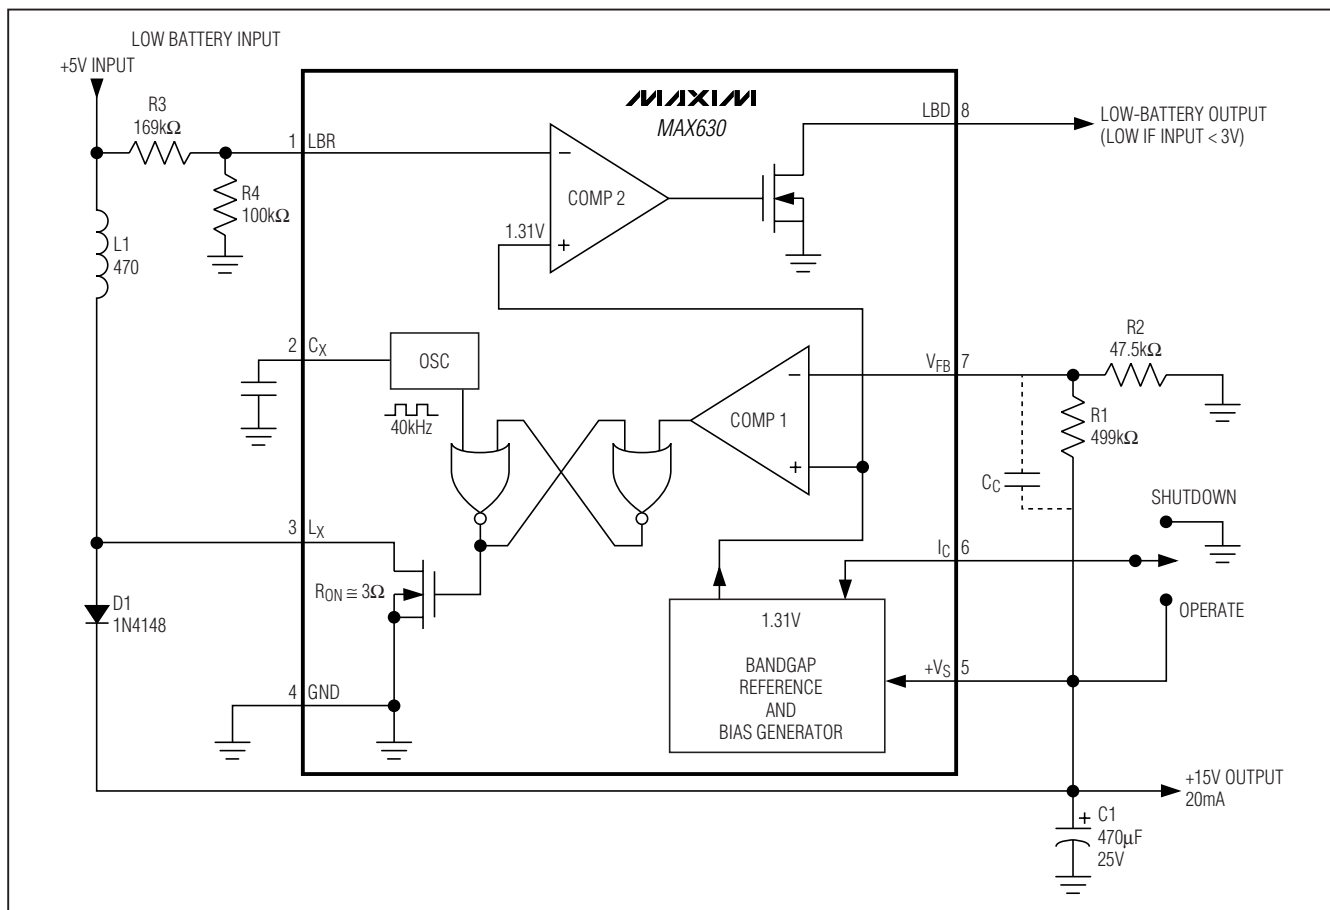 LOW BATTERY INPUT
+5V INPUT
R3
169kΩ
1
LBR
R4
100kΩ
L1
470
MAXIM
MAX630
LBD
8
LOW-BATTERY OUTPUT
(LOW IF INPUT < 3V)
−
COMP 2
1.31V
+
2
CX
OSC
40kHz
−
COMP 1
+
VFB
7
R2
47.5kΩ
R1
499kΩ
CC
SHUTDOWN
IC
6
OPERATE
3
LX
RON ≅ 3Ω
D1
1N4148
1.31V
BANDGAP
REFERENCE
AND
BIAS GENERATOR
+VS
5
4
GND
+15V OUTPUT
20mA
+
C1
470μF
25V